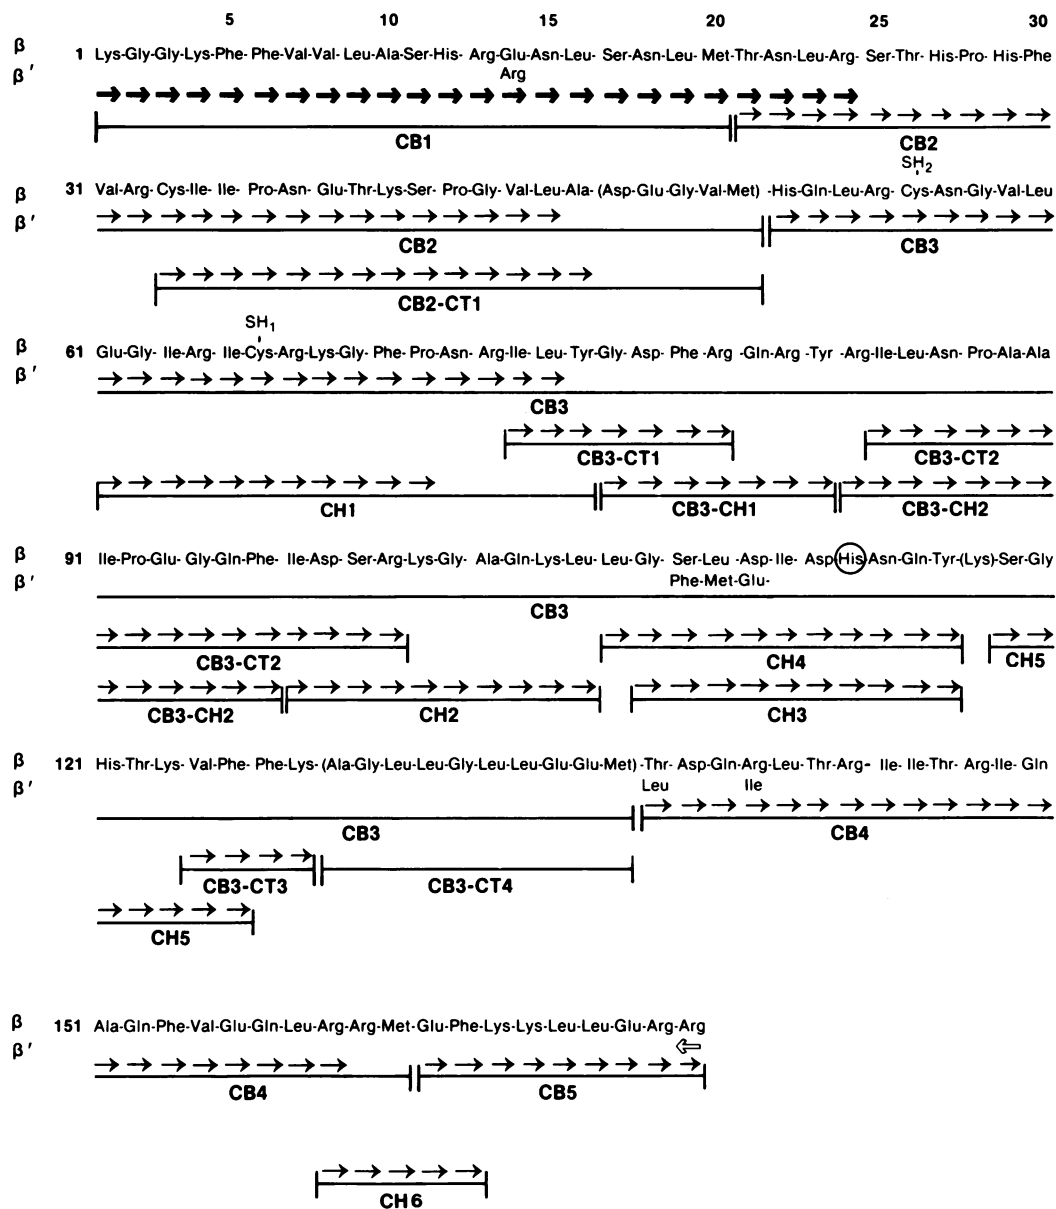 5 10 15 20 25 30
β 1 Lys-Gly-Gly-Lys-Phe- Phe-Val-Val- Leu-Ala-Ser-His- Arg-Glu-Asn-Leu- Ser-Asn-Leu- Met-Thr-Asn-Leu-Arg- Ser-Thr- His-Pro- His-Phe
β′ Arg
CB1 CB2
SH2
β 31 Val-Arg-Cys-Ile- Ile- Pro-Asn- Glu-Thr-Lys-Ser- Pro-Gly- Val-Leu-Ala-(Asp-Glu-Gly-Val-Met) -His-Gln-Leu-Arg- Cys-Asn-Gly-Val-Leu
β′
CB2 CB3
CB2-CT1
SH1
β 61 Glu-Gly- Ile-Arg- Ile-Cys-Arg-Lys-Gly- Phe- Pro-Asn- Arg-Ile- Leu-Tyr-Gly- Asp- Phe -Arg -Gln-Arg -Tyr -Arg-Ile-Leu-Asn- Pro-Ala-Ala
β′
CB3
CB3-CT1 CB3-CT2
CH1 CB3-CH1 CB3-CH2
β 91 Ile-Pro-Glu- Gly-Gln-Phe- Ile-Asp- Ser-Arg-Lys-Gly- Ala-Gln-Lys-Leu- Leu-Gly- Ser-Leu -Asp-Ile- Asp-His-Asn-Gln-Tyr-(Lys)-Ser-Gly
β′ Phe-Met-Glu-
CB3
CB3-CT2 CH4 CH5
CB3-CH2 CH2 CH3
β 121 His-Thr-Lys- Val-Phe- Phe-Lys- (Ala-Gly-Leu-Leu-Gly-Leu-Leu-Glu-Glu-Met) -Thr- Asp-Gln-Arg-Leu-Thr-Arg- Ile- Ile-Thr- Arg-Ile- Gln
β′ Leu Ile
CB3 CB4
CB3-CT3 CB3-CT4
CH5
β 151 Ala-Gln-Phe-Val-Glu-Gln-Leu-Arg-Arg-Met-Glu-Phe-Lys-Lys-Leu-Leu-Glu-Arg-Arg
β′
CB4 CB5
CH6